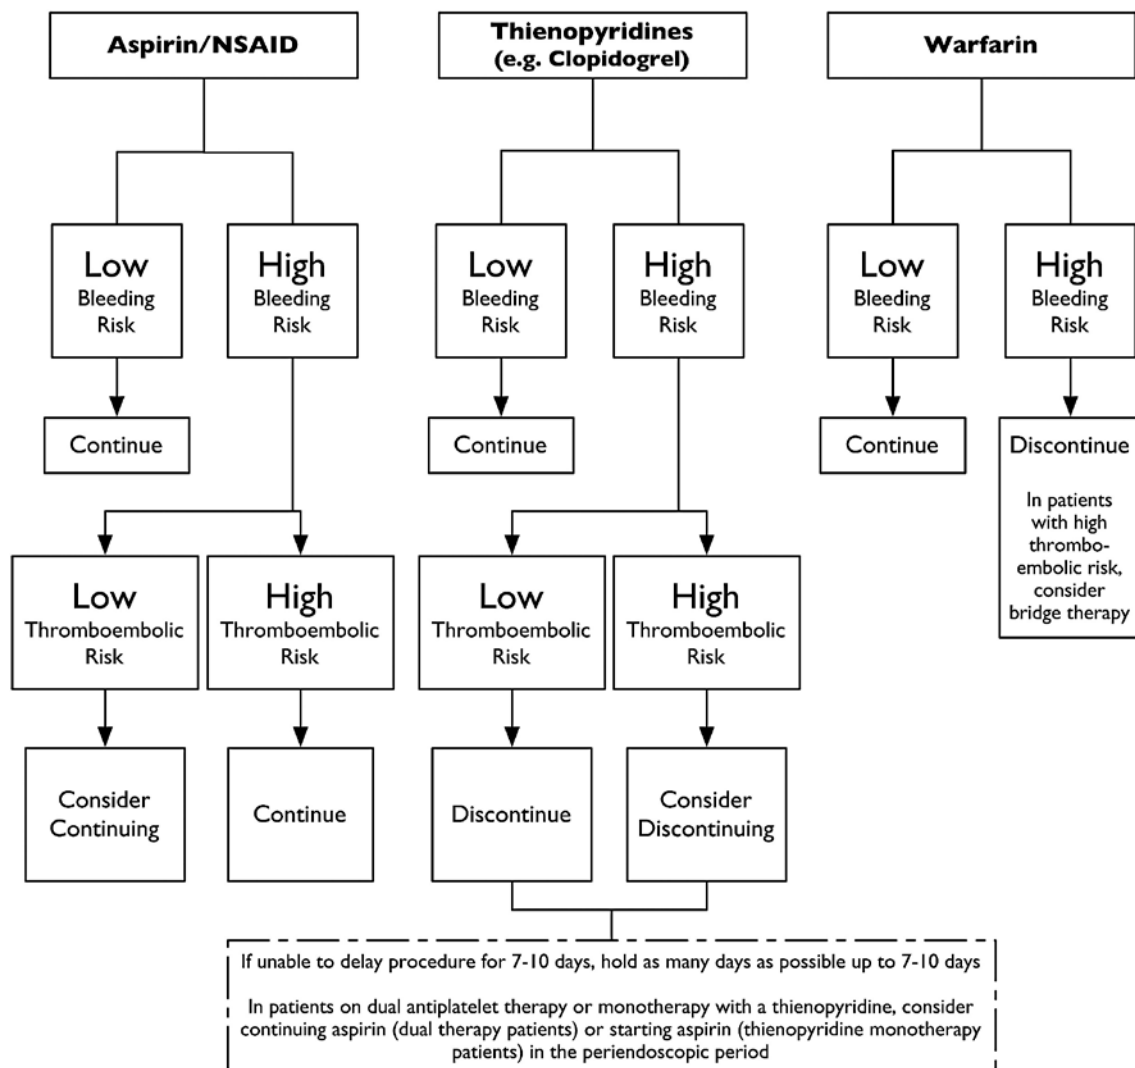 Aspirin/NSAID
Thienopyridines
(e.g. Clopidogrel)
Warfarin
Low
Bleeding
Risk
High
Bleeding
Risk
Low
Bleeding
Risk
High
Bleeding
Risk
Low
Bleeding
Risk
High
Bleeding
Risk
Continue
Continue
Continue
Discontinue
In patients
with high
thrombo-
embolic risk,
consider
bridge therapy
Low
Thromboembolic
Risk
High
Thromboembolic
Risk
Low
Thromboembolic
Risk
High
Thromboembolic
Risk
Consider
Continuing
Continue
Discontinue
Consider
Discontinuing
If unable to delay procedure for 7-10 days, hold as many days as possible up to 7-10 days
In patients on dual antiplatelet therapy or monotherapy with a thienopyridine, consider
continuing aspirin (dual therapy patients) or starting aspirin (thienopyridine monotherapy
patients) in the periendoscopic period